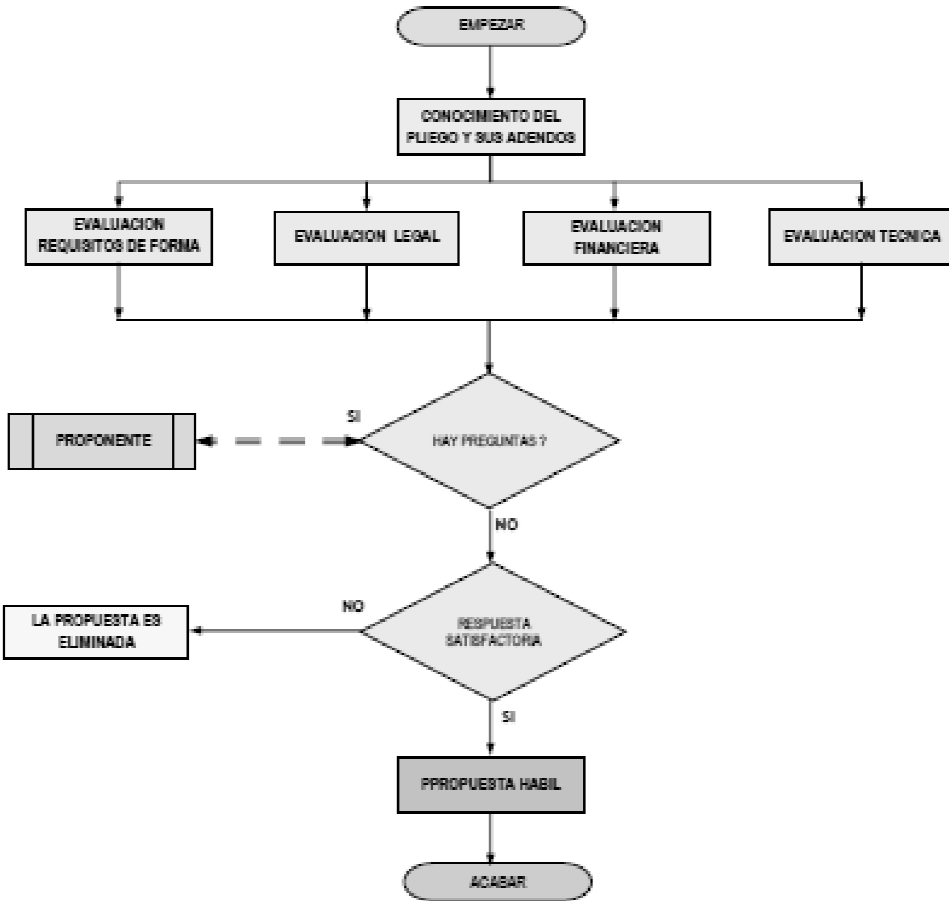 EMPEZAR
CONOCIMIENTO DEL
PLIEGO Y SUS ADENDOS
EVALUACION
REQUISITOS DE FORMA
EVALUACION LEGAL
EVALUACION
FINANCIERA
EVALUACION TECNICA
SI
PROPONENTE
HAY PREGUNTAS ?
NO
NO
LA PROPUESTA ES
ELIMINADA
RESPUESTA
SATISFACTORIA
SI
PPROPUESTA HABIL
ACABAR